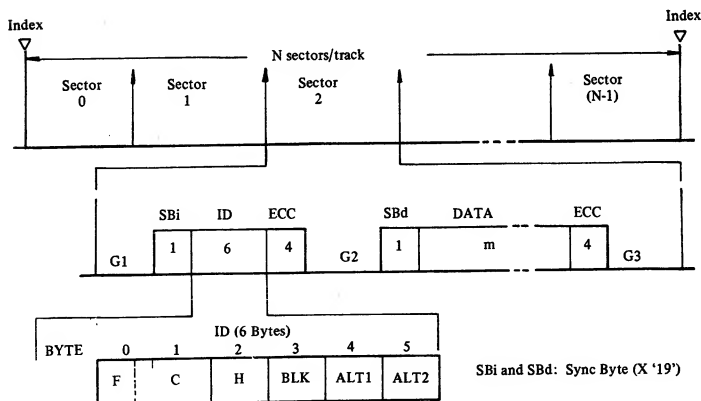 Index
Index
N sectors/track
Sector
0
Sector
1
Sector
2
Sector
(N-1)
SBi ID ECC SBd DATA ECC
G1 1 6 4 G2 1 m 4 G3
ID (6 Bytes)
BYTE 0 1 2 3 4 5
F C H BLK ALT1 ALT2
SBi and SBd: Sync Byte (X ‘19’)